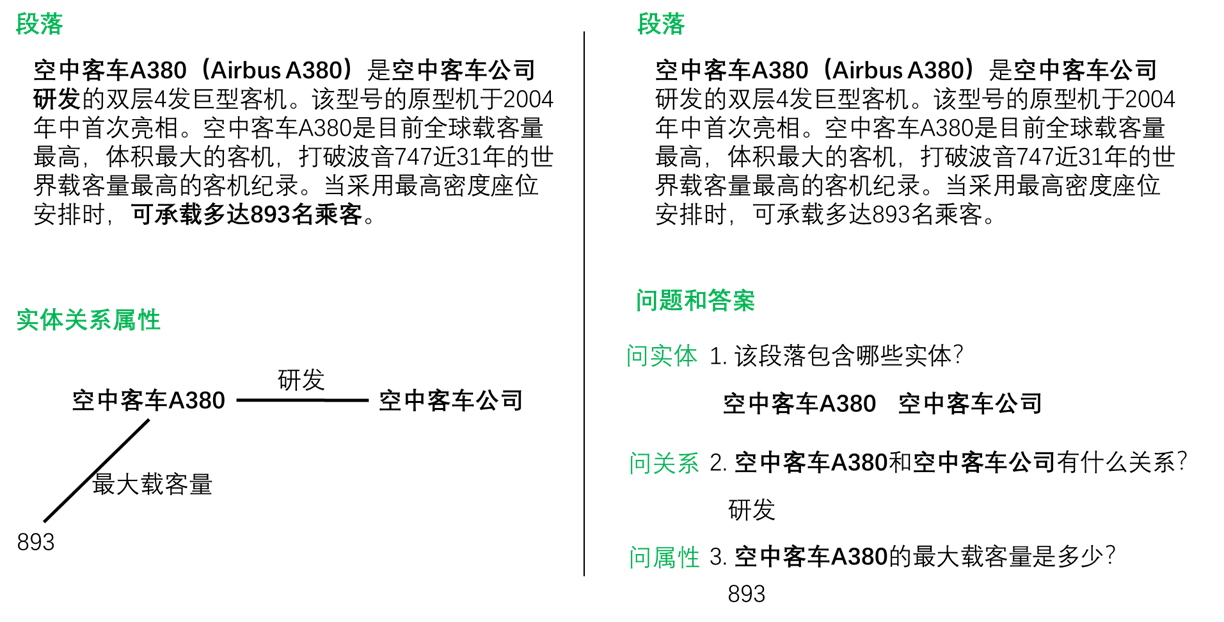 段落
空中客车A380（Airbus A380）是空中客车公司
研发的双层4发巨型客机。该型号的原型机于2004
年中首次亮相。空中客车A380是目前全球载客量
最高，体积最大的客机，打破波音747近31年的世
界载客量最高的客机纪录。当采用最高密度座位
安排时，可承载多达893名乘客。
实体关系属性
研发
空中客车A380 空中客车公司
最大载客量
893
段落
空中客车A380（Airbus A380）是空中客车公司
研发的双层4发巨型客机。该型号的原型机于2004
年中首次亮相。空中客车A380是目前全球载客量
最高，体积最大的客机，打破波音747近31年的世
界载客量最高的客机纪录。当采用最高密度座位
安排时，可承载多达893名乘客。
问题和答案
问实体 1. 该段落包含哪些实体？
空中客车A380 空中客车公司
问关系 2. 空中客车A380和空中客车公司有什么关系？
研发
问属性 3. 空中客车A380的最大载客量是多少？
893